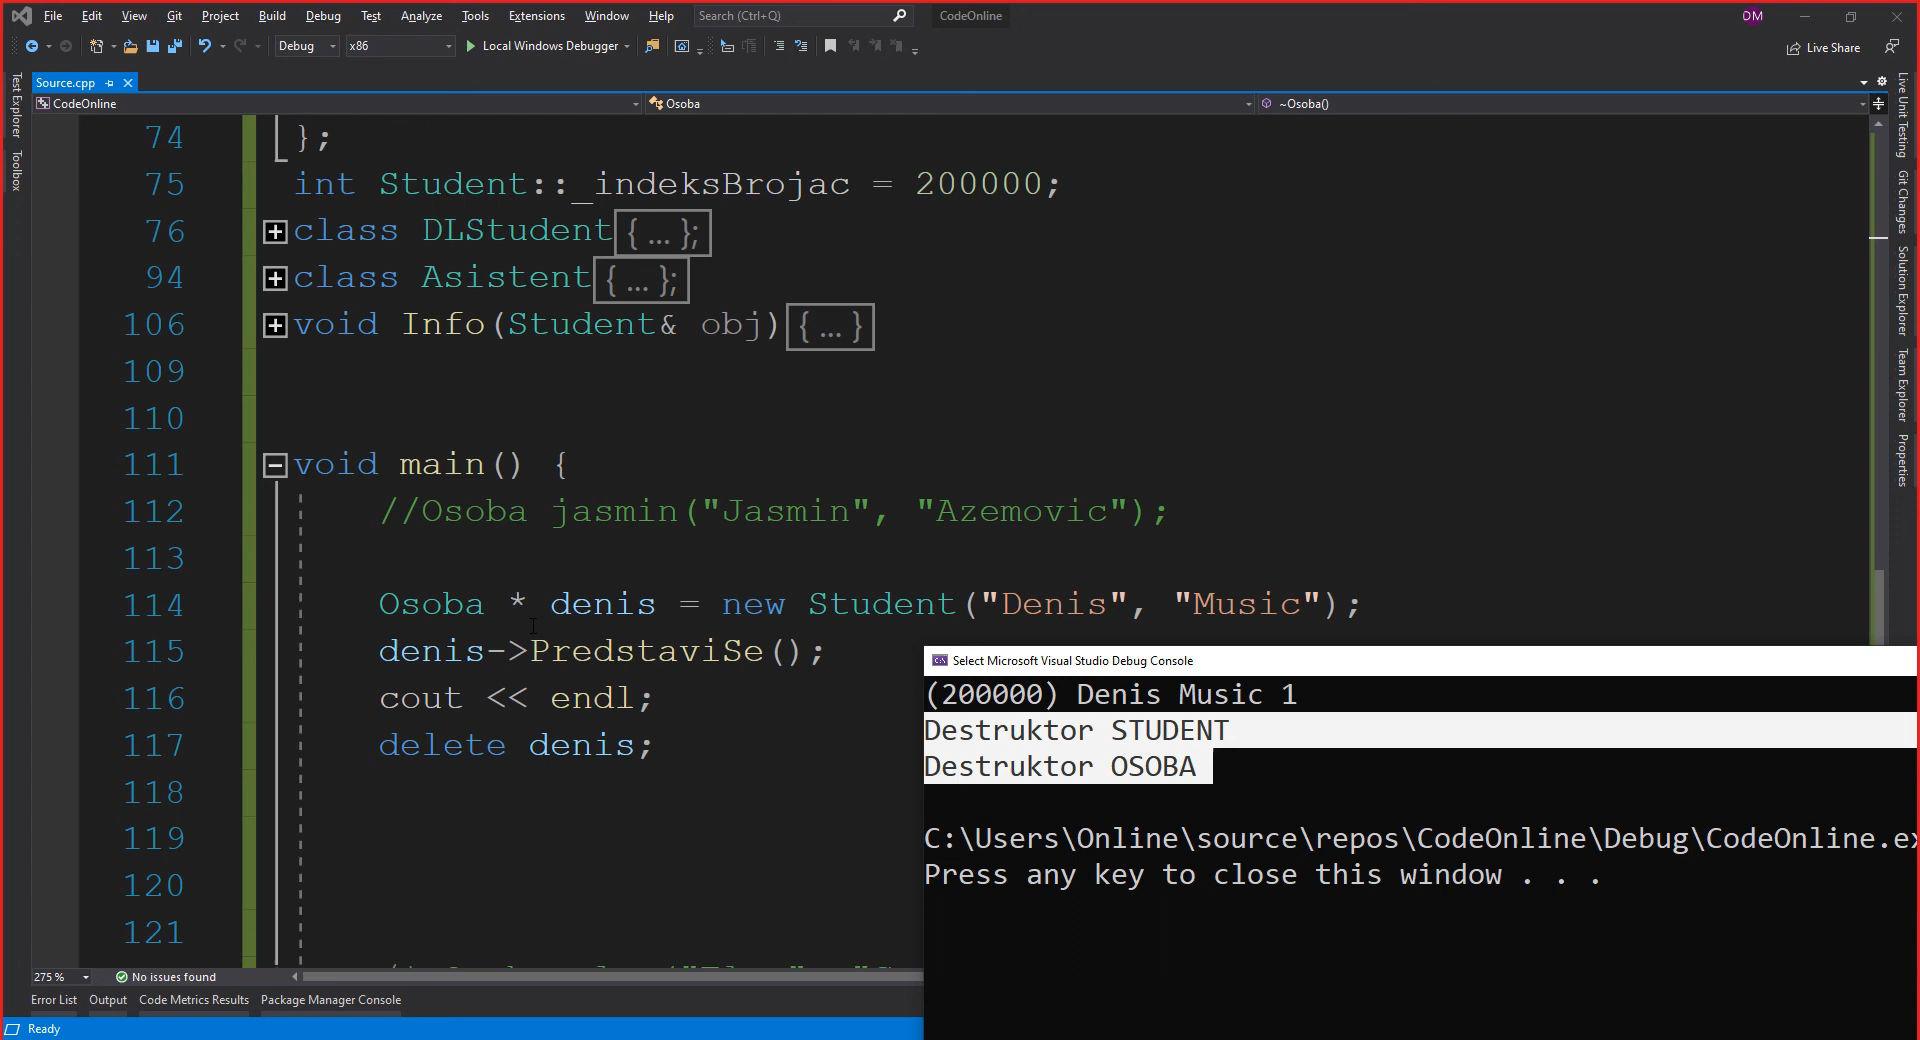 File Edit View Git Project Build Debug Test Analyze Tools Extensions Window Help Search (Ctrl+Q) CodeOnline DM
Debug x86 Local Windows Debugger Live Share
Source.cpp
CodeOnline Osoba ~Osoba()
Test Explorer
Toolbox
74 };
75 int Student::_indeksBrojac = 200000;
76 class DLStudent{ ... };
94 class Asistent{ ... };
106 void Info(Student& obj){ ... }
109
110
111 void main() {
112 //Osoba jasmin("Jasmin", "Azemovic");
113
114 Osoba * denis = new Student("Denis", "Music");
115 denis->PredstaviSe();
116 cout << endl;
117 delete denis;
118
119
120
121
Live Unit Testing
Git Changes
Solution Explorer
Team Explorer
Properties
Select Microsoft Visual Studio Debug Console
(200000) Denis Music 1
Destruktor STUDENT
Destruktor OSOBA
C:\Users\Online\source\repos\CodeOnline\Debug\CodeOnline.ex
Press any key to close this window . . .
275 % No issues found
Error List Output Code Metrics Results Package Manager Console
Ready